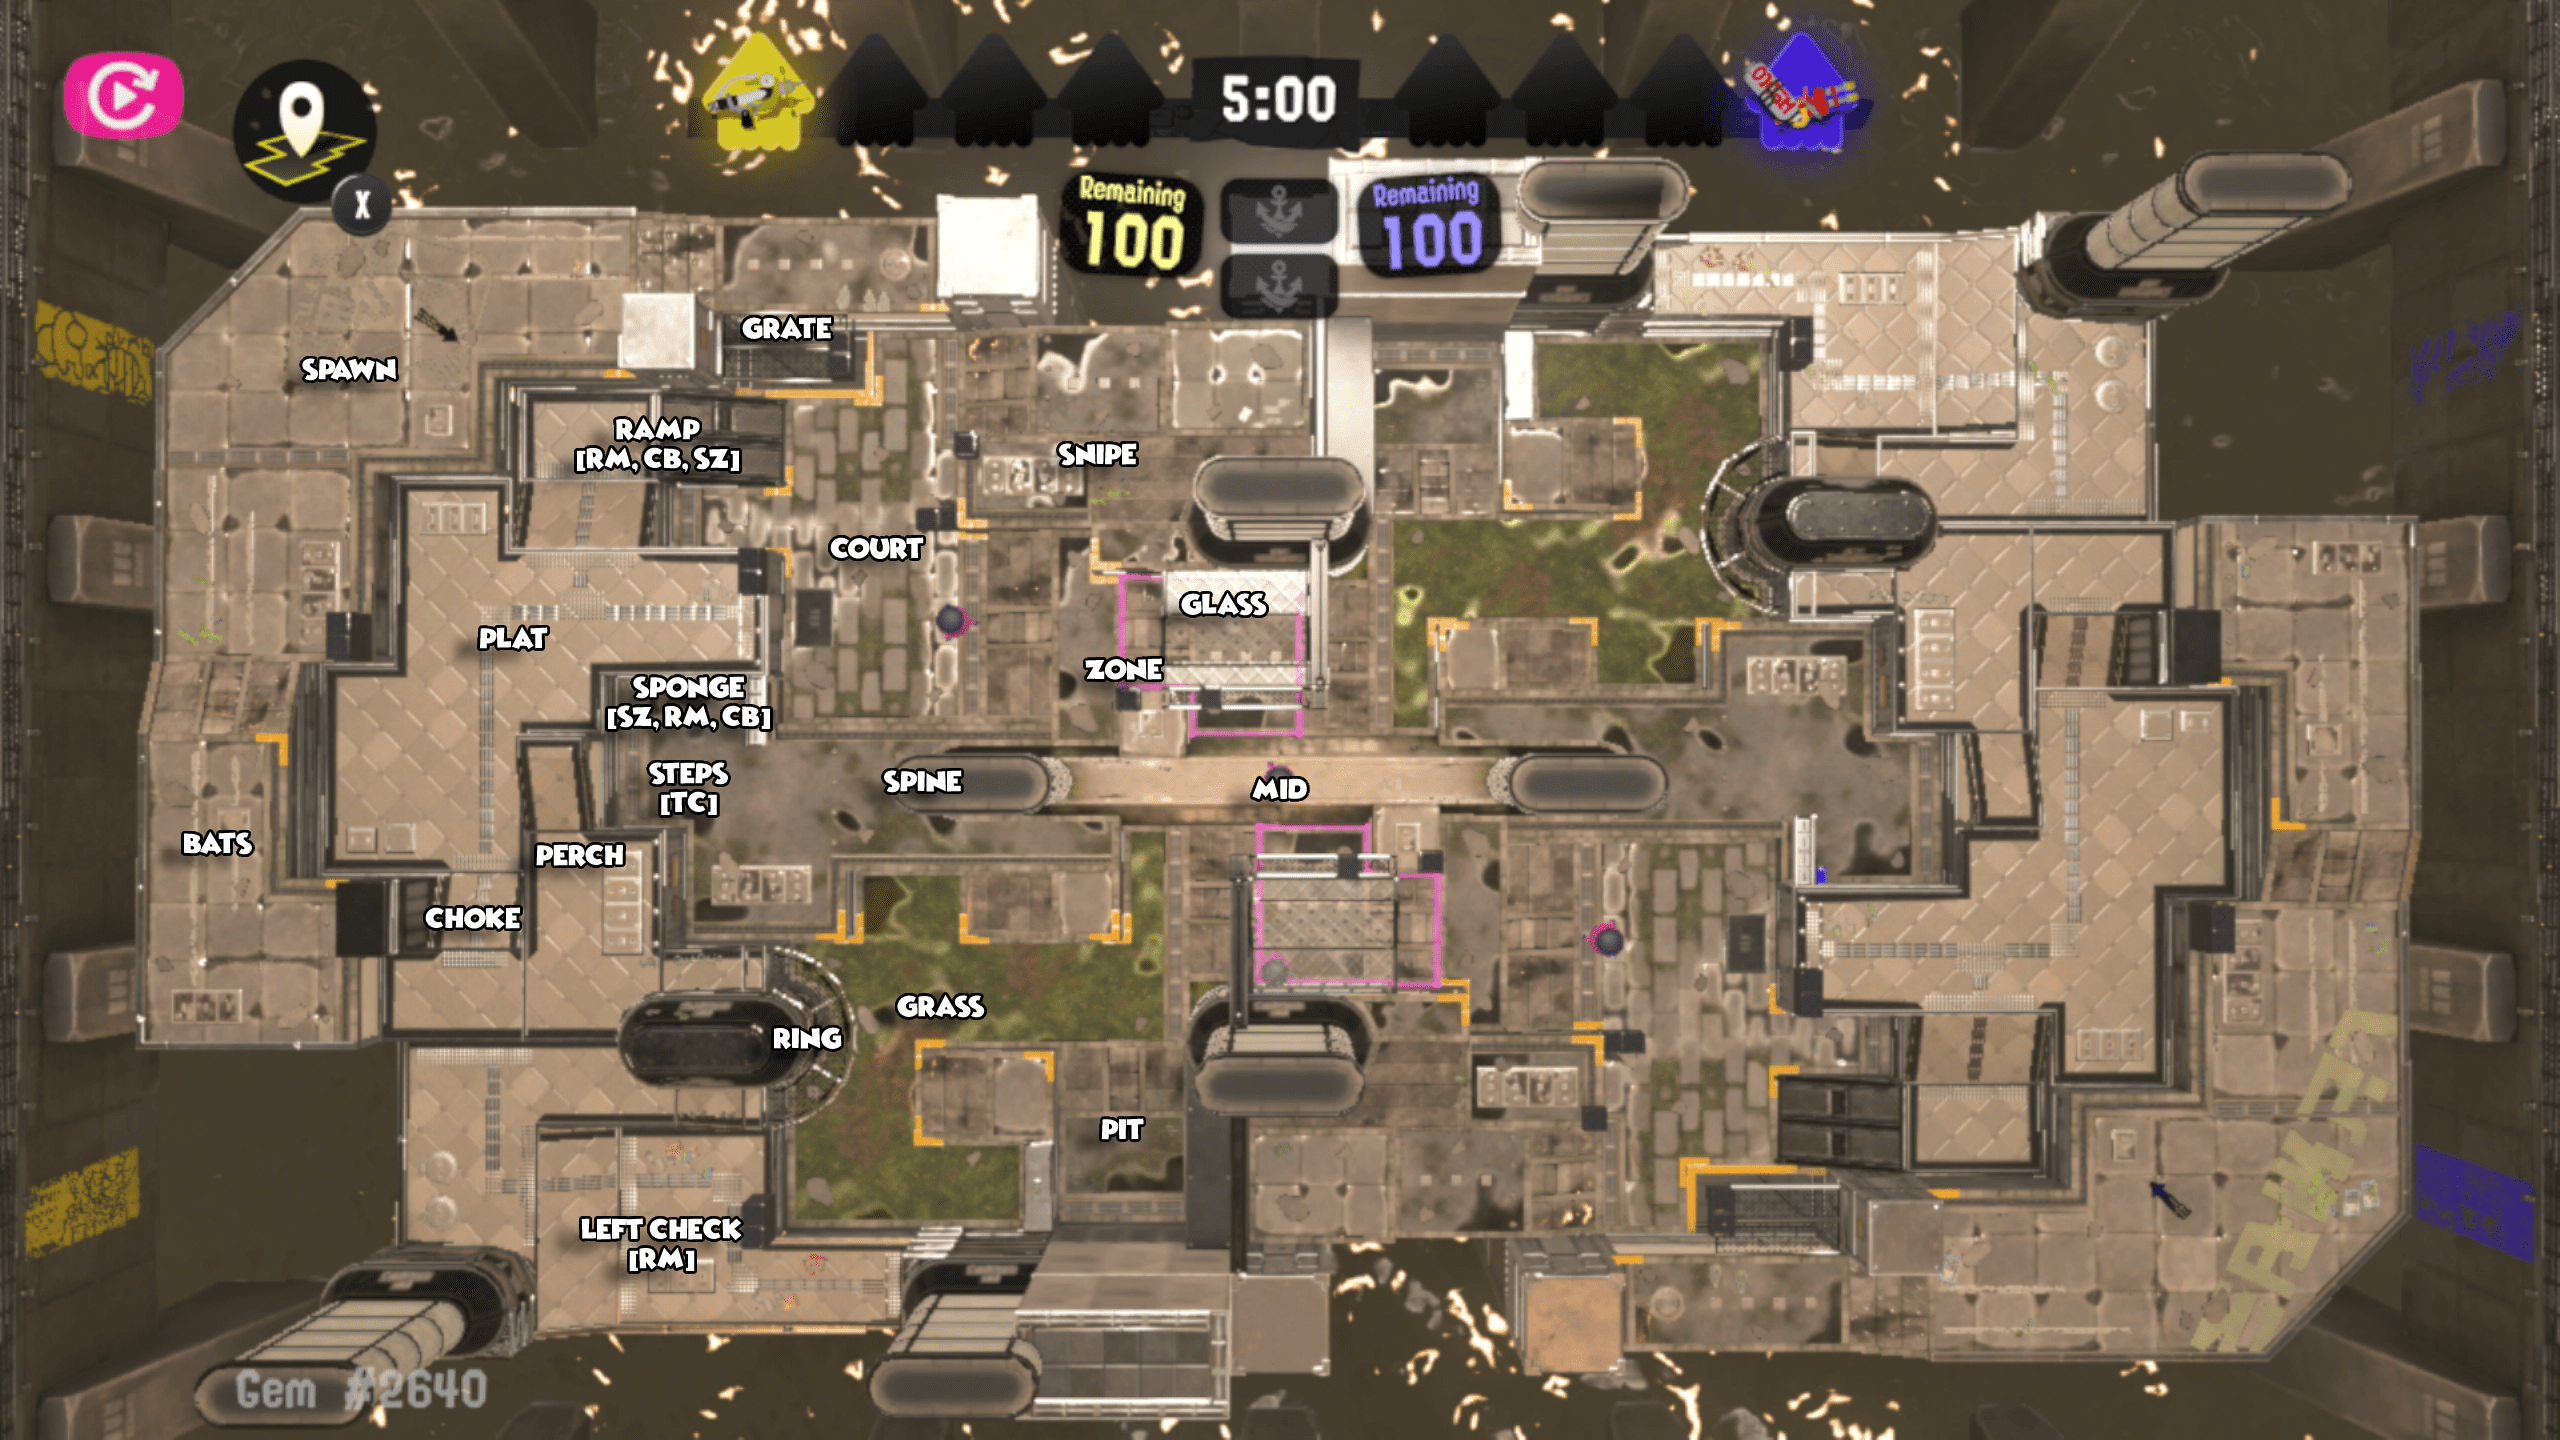 5:00
X
Remaining
100
Remaining
100
GRATE
SPAWN
RAMP
[RM, CB, SZ]
SNIPE
COURT
GLASS
PLAT
ZONE
SPONGE
[SZ, RM, CB]
STEPS
[TC]
SPINE
MID
BATS
PERCH
CHOKE
GRASS
RING
PIT
LEFT CHECK
[RM]
Gem #2640